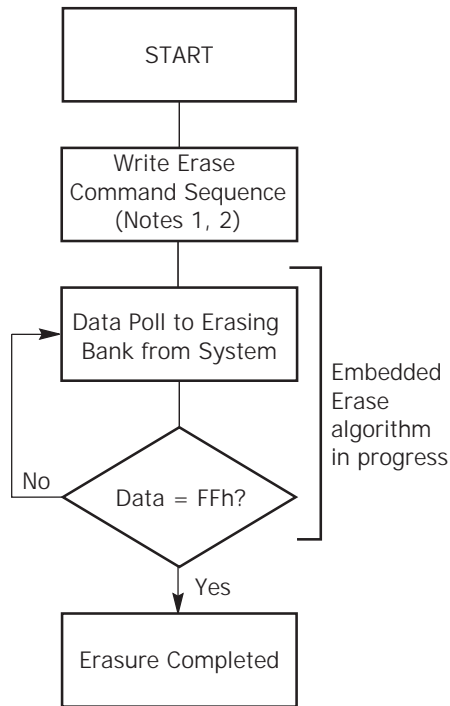 START
Write Erase
Command Sequence
(Notes 1, 2)
Data Poll to Erasing
Bank from System
Embedded
Erase
algorithm
in progress
No
Data = FFh?
Yes
Erasure Completed